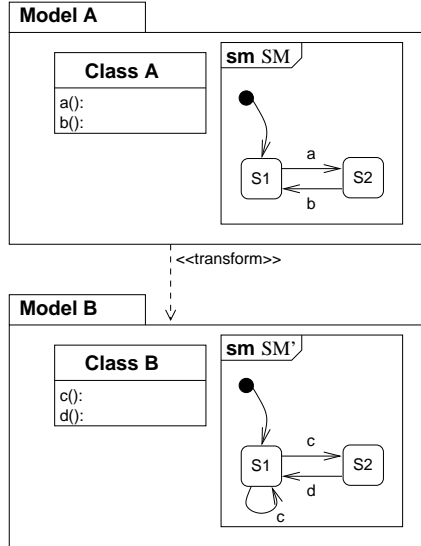 Model A
Class A
a():
b():
sm SM
a
S1
S2
b
<<transform>>
Model B
Class B
c():
d():
sm SM’
c
S1
S2
d
c